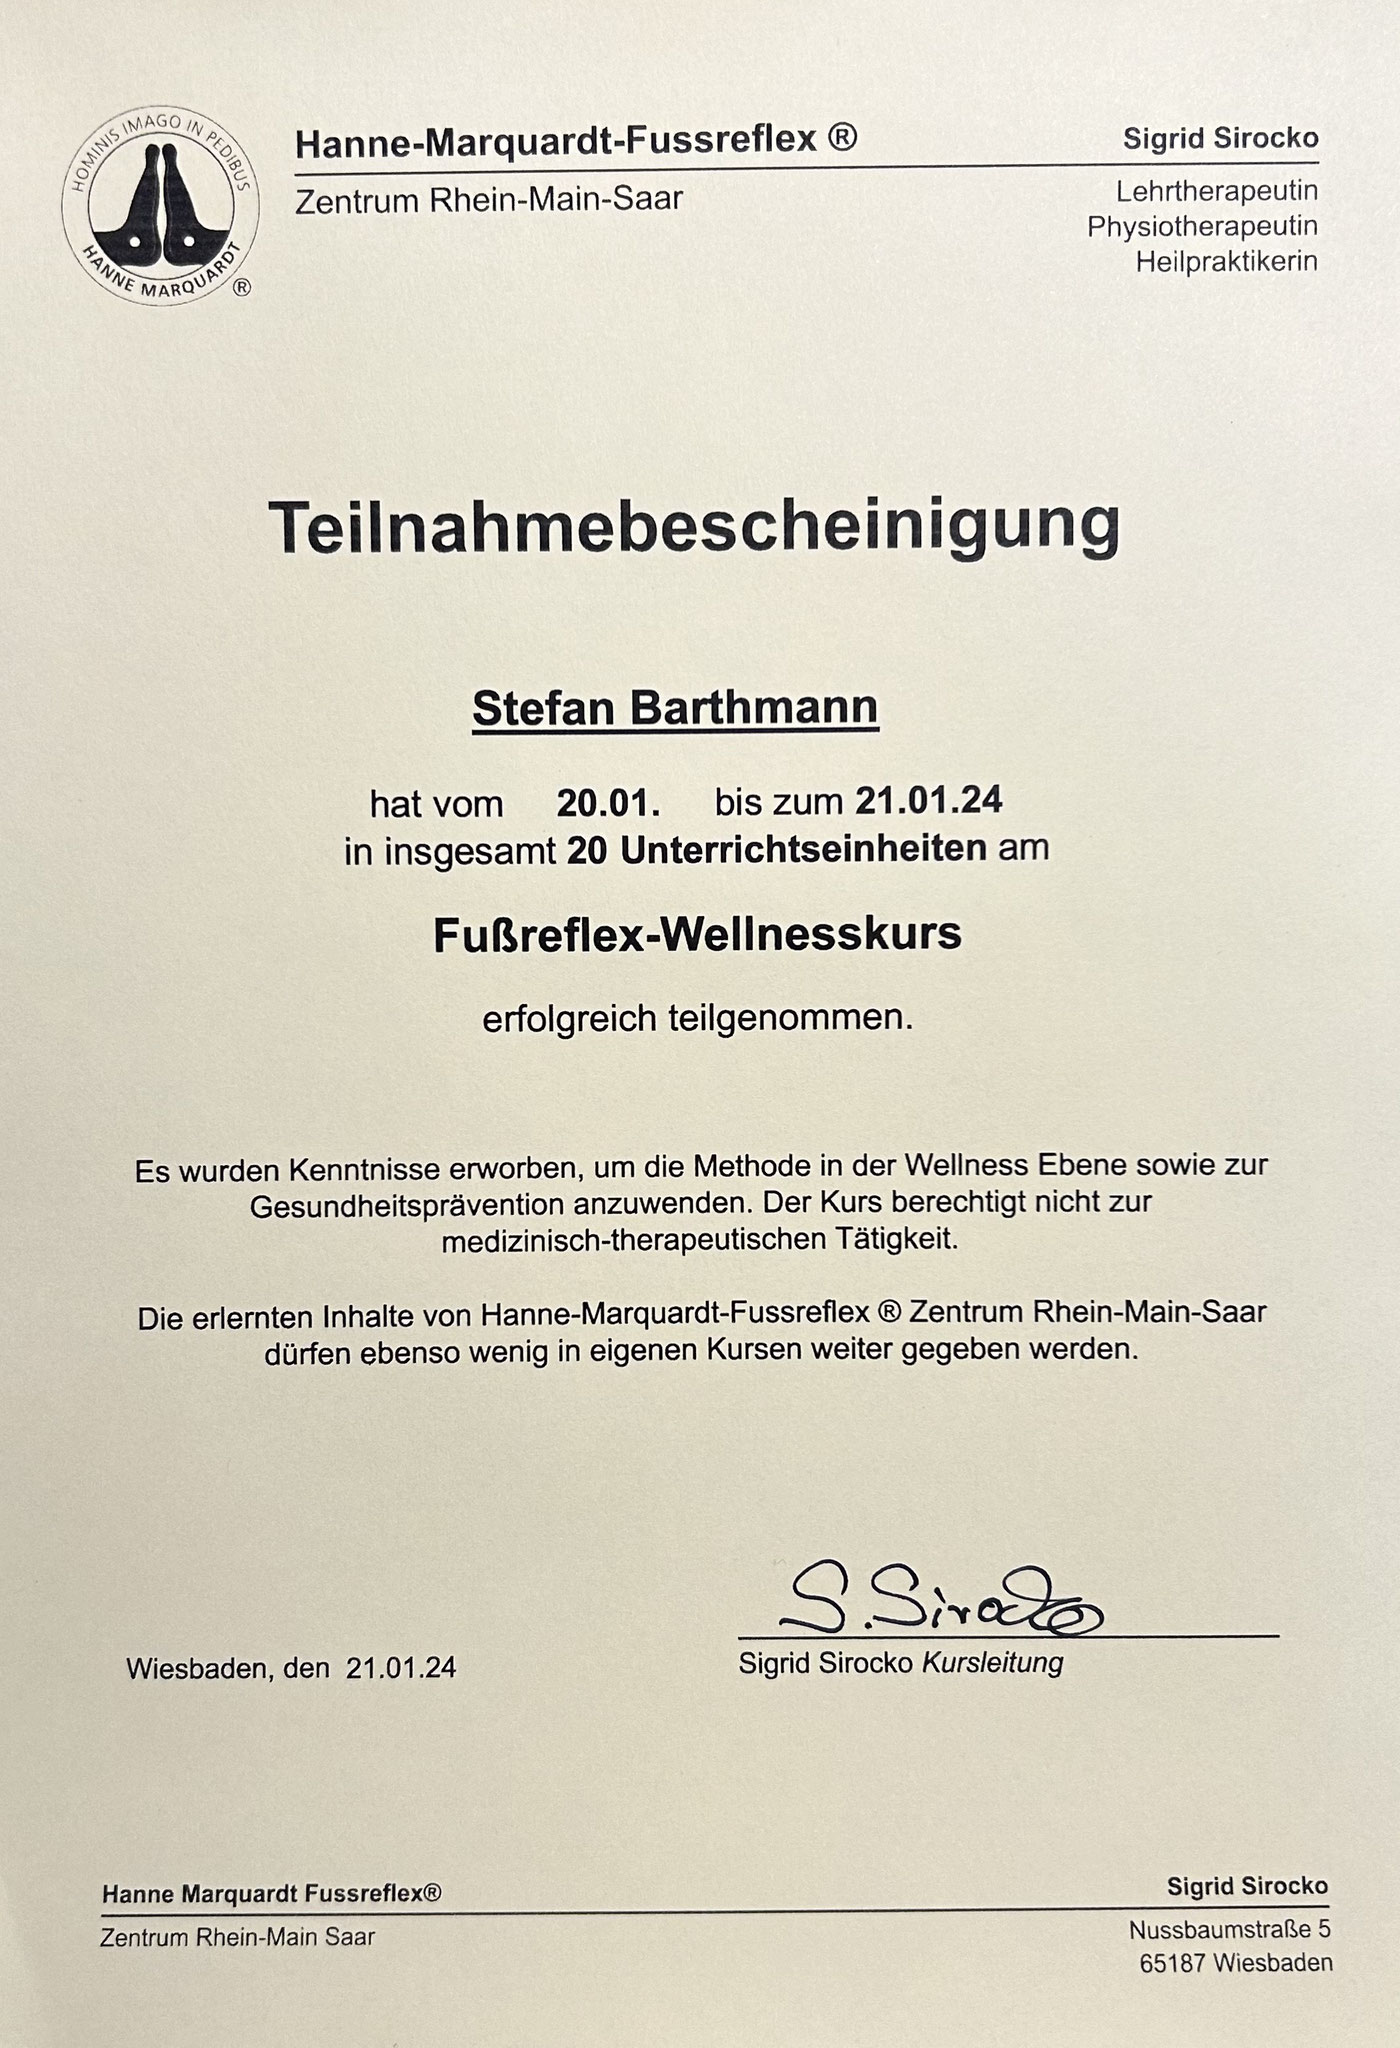 HOMINIS IMAGO IN PEDIBUS
HANNE MARQUARDT
®
Hanne-Marquardt-Fussreflex ®
Zentrum Rhein-Main-Saar
Sigrid Sirocko
Lehrtherapeutin
Physiotherapeutin
Heilpraktikerin
Teilnahmebescheinigung
Stefan Barthmann
hat vom 20.01. bis zum 21.01.24
in insgesamt 20 Unterrichtseinheiten am
Fußreflex-Wellnesskurs
erfolgreich teilgenommen.
Es wurden Kenntnisse erworben, um die Methode in der Wellness Ebene sowie zur
Gesundheitsprävention anzuwenden. Der Kurs berechtigt nicht zur
medizinisch-therapeutischen Tätigkeit.
Die erlernten Inhalte von Hanne-Marquardt-Fussreflex ® Zentrum Rhein-Main-Saar
dürfen ebenso wenig in eigenen Kursen weiter gegeben werden.
S. Sirocko
Wiesbaden, den 21.01.24
Sigrid Sirocko Kursleitung
Hanne Marquardt Fussreflex®
Zentrum Rhein-Main Saar
Sigrid Sirocko
Nussbaumstraße 5
65187 Wiesbaden